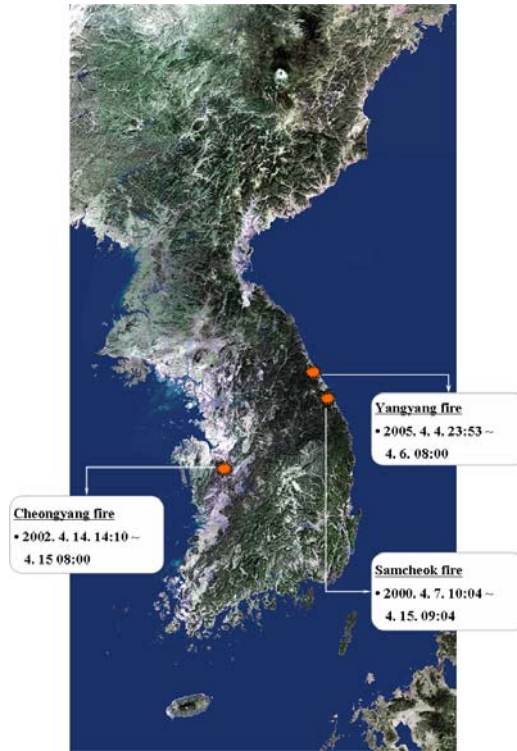 Yangyang fire
• 2005. 4. 4. 23:53 ~
4. 6. 08:00
Cheongyang fire
• 2002. 4. 14. 14:10 ~
4. 15 08:00
Samcheok fire
• 2000. 4. 7. 10:04 ~
4. 15. 09:04